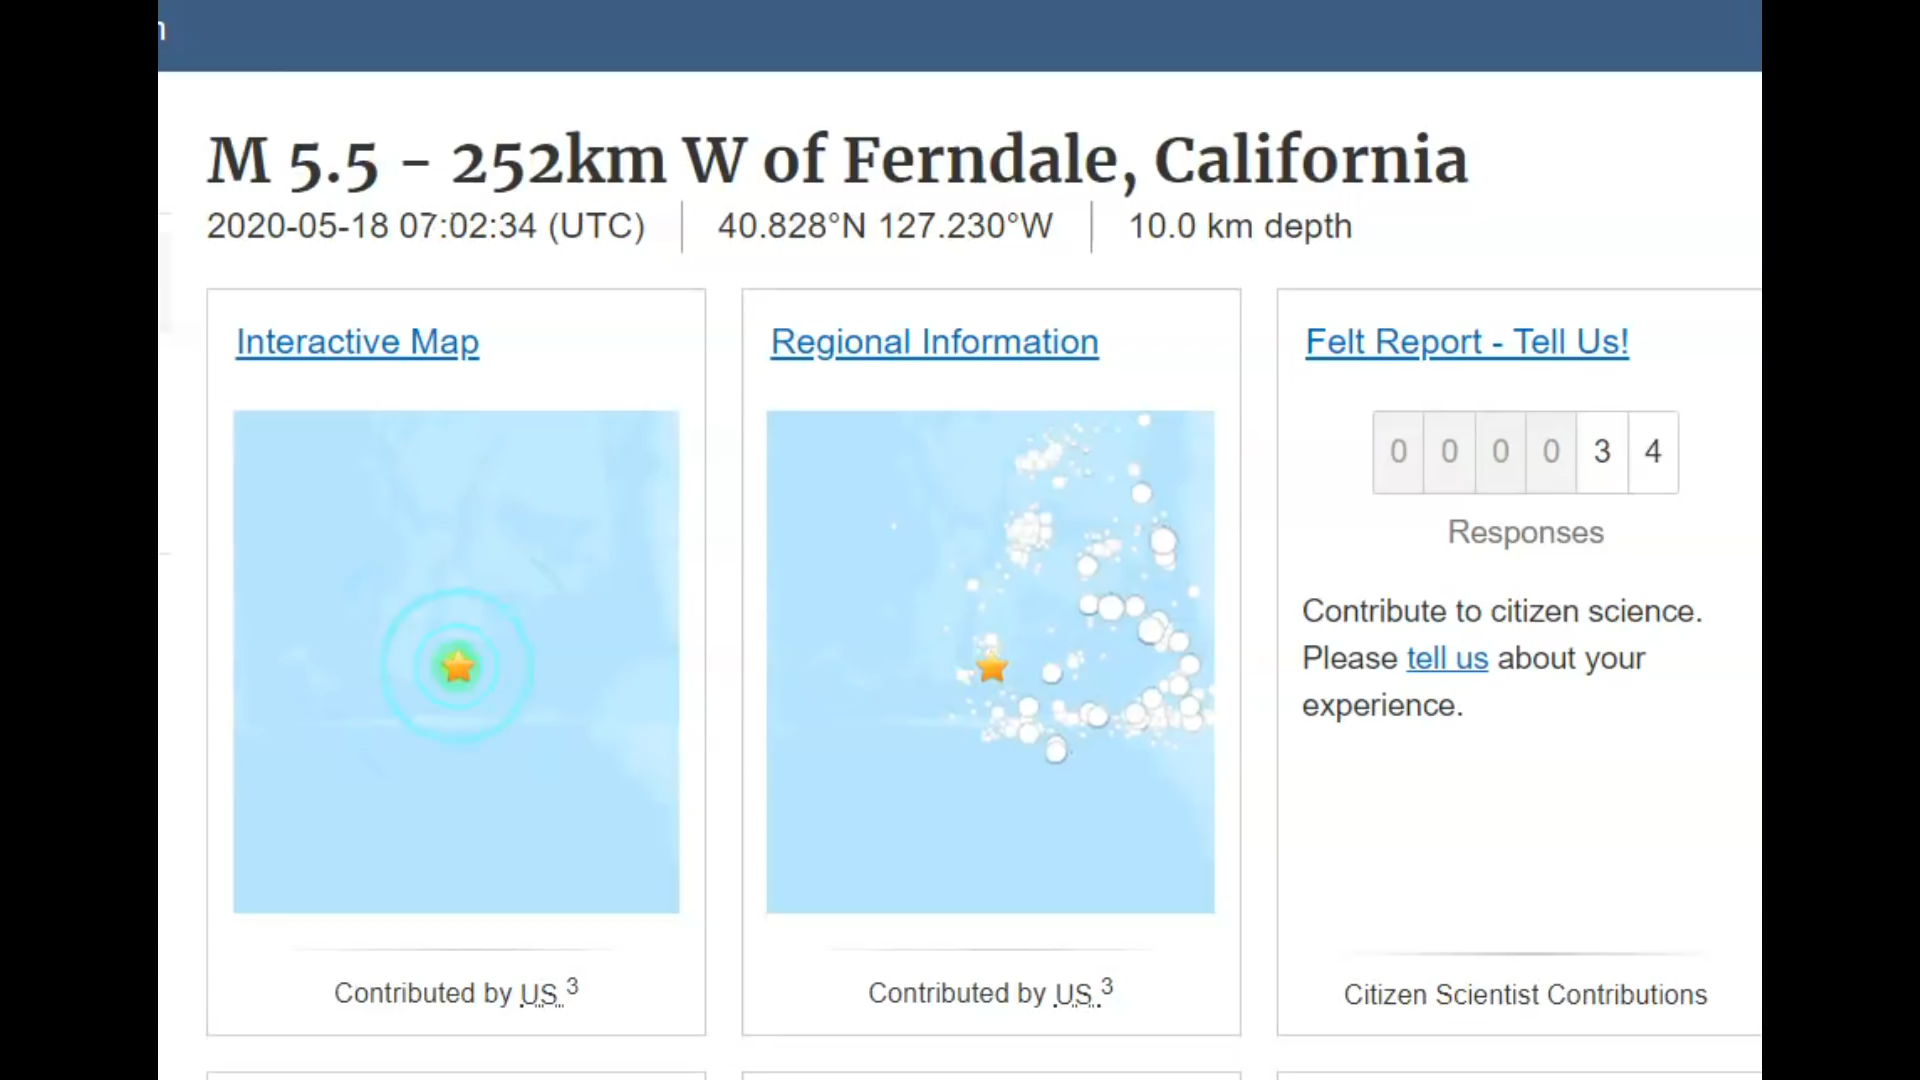 M 5.5 - 252km W of Ferndale, California
2020-05-18 07:02:34 (UTC) 40.828°N 127.230°W 10.0 km depth
Interactive Map
Contributed by US 3
Regional Information
Contributed by US 3
Felt Report - Tell Us!
0 0 0 0 3 4
Responses
Contribute to citizen science.
Please tell us about your
experience.
Citizen Scientist Contributions